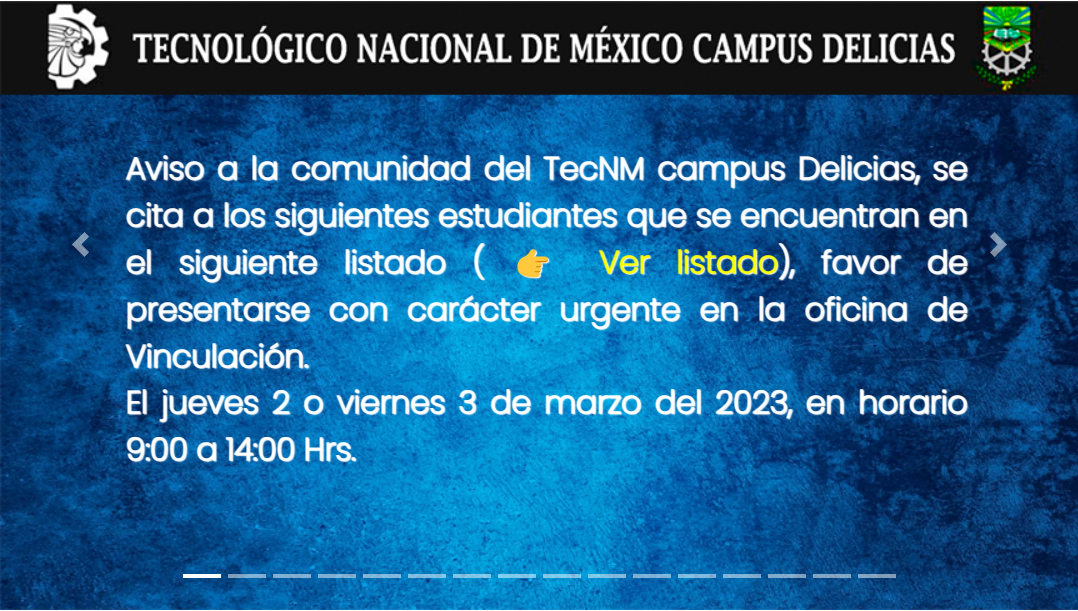 TECNOLÓGICO NACIONAL DE MÉXICO CAMPUS DELICIAS
Aviso a la comunidad del TecNM campus Delicias, se
cita a los siguientes estudiantes que se encuentran en
el siguiente listado ( 👉 Ver listado), favor de
presentarse con carácter urgente en la oficina de
Vinculación.
El jueves 2 o viernes 3 de marzo del 2023, en horario
9:00 a 14:00 Hrs.